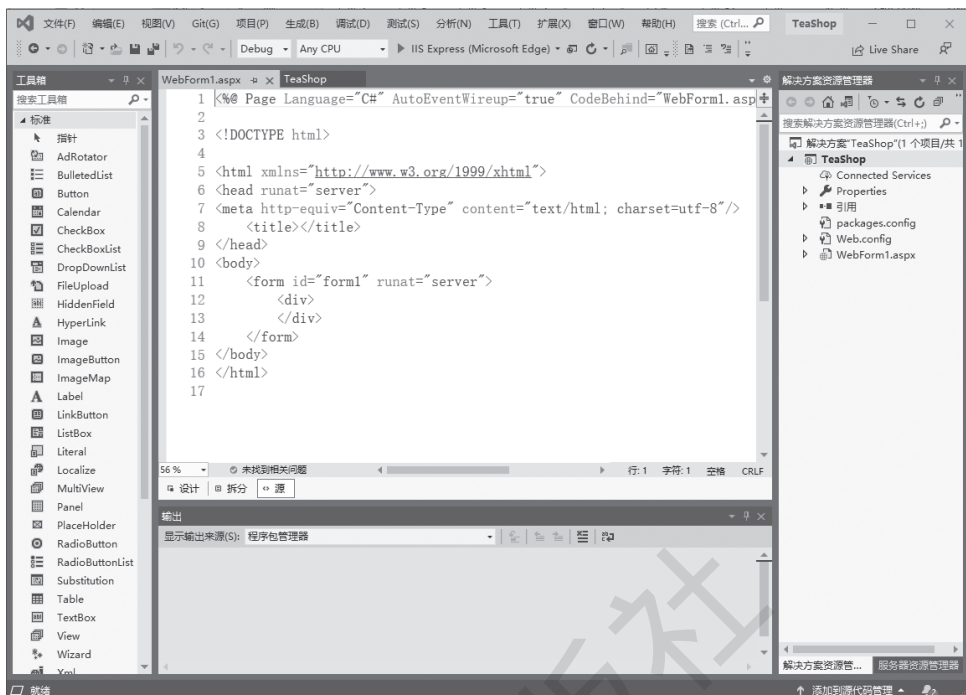 文件(F) 编辑(E) 视图(V) Git(G) 项目(P) 生成(B) 调试(D) 测试(S) 分析(N) 工具(T) 扩展(X) 窗口(W) 帮助(H) 搜索 (Ctrl... TeaShop
Debug Any CPU IIS Express (Microsoft Edge) Live Share
工具箱
搜索工具箱
标准
指针
AdRotator
BulletedList
Button
Calendar
CheckBox
CheckBoxList
DropDownList
FileUpload
HiddenField
HyperLink
Image
ImageButton
ImageMap
Label
LinkButton
ListBox
Literal
Localize
MultiView
Panel
PlaceHolder
RadioButton
RadioButtonList
Substitution
Table
TextBox
View
Wizard
Xml
WebForm1.aspx TeaShop
1 <%@ Page Language="C#" AutoEventWireup="true" CodeBehind="WebForm1.asp
2
3 <!DOCTYPE html>
4
5 <html xmlns="http://www.w3.org/1999/xhtml">
6 <head runat="server">
7 <meta http-equiv="Content-Type" content="text/html; charset=utf-8"/>
8 <title></title>
9 </head>
10 <body>
11 <form id="form1" runat="server">
12 <div>
13 </div>
14 </form>
15 </body>
16 </html>
17
56 % 未找到相关问题 行: 1 字符: 1 空格 CRLF
设计 拆分 源
输出
显示输出来源(S): 程序包管理器
解决方案资源管理器
搜索解决方案资源管理器(Ctrl+;)
解决方案"TeaShop"(1 个项目/共 1
TeaShop
Connected Services
Properties
引用
packages.config
Web.config
WebForm1.aspx
解决方案资源管... 服务器资源管理器
就绪 添加到源代码管理
版社